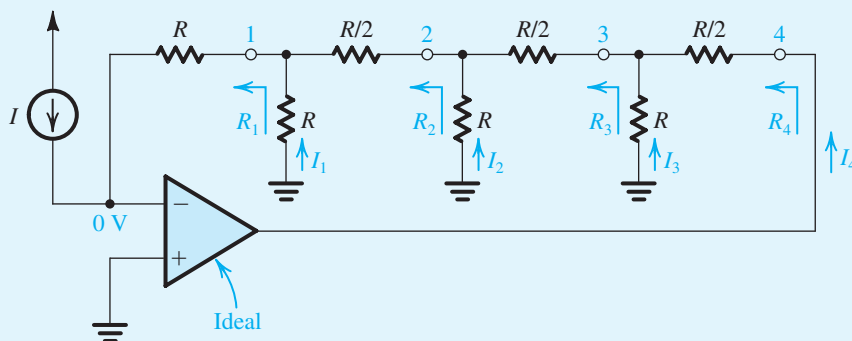 R 1 R/2 2 R/2 3 R/2 4
I R1 R R2 R R3 R R4
I1 I2 I3 I4
0 V
−
+
Ideal